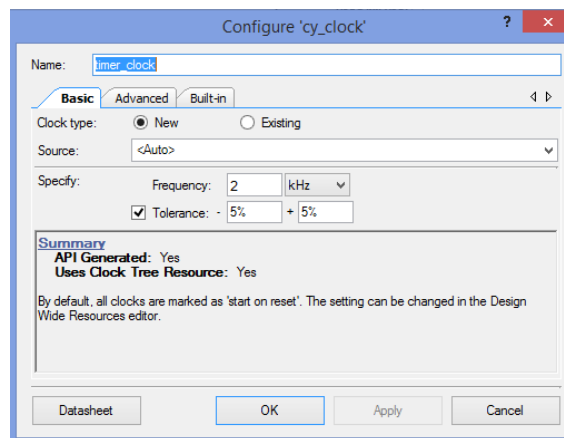 Configure 'cy_clock'
? ×
Name: timer_clock
Basic Advanced Built-in
Clock type: New Existing
Source: <Auto>
Specify: Frequency: 2 kHz
Tolerance: - 5% + 5%
Summary
API Generated: Yes
Uses Clock Tree Resource: Yes
By default, all clocks are marked as 'start on reset'. The setting can be changed in the Design
Wide Resources editor.
Datasheet OK Apply Cancel